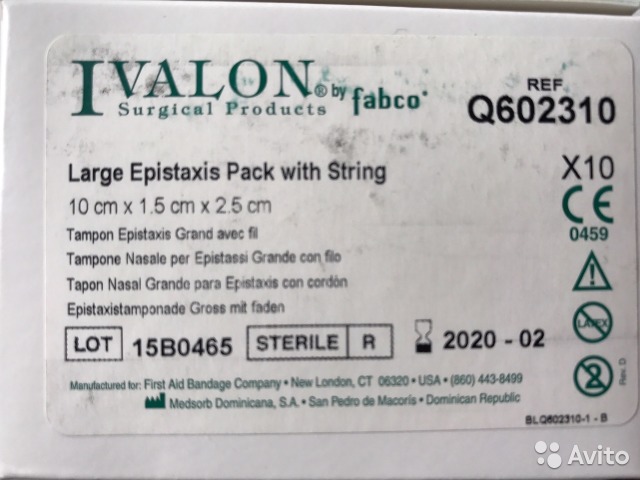 IVALON® by fabco
Surgical Products
REF
Q602310
Large Epistaxis Pack with String
X10
10 cm x 1.5 cm x 2.5 cm
CE
0459
Tampon Epistaxis Grand avec fil
Tampone Nasale per Epistassi Grande con filo
Tapon Nasal Grande para Epistaxis con cordón
Epistaxistamponade Gross mit faden
LATEX
LOT 15B0465 STERILE R 2020 - 02
2
Rev. D
Manufactured for: First Aid Bandage Company • New London, CT 06320 • USA • (860) 443-8499
Medsorb Dominicana, S.A. • San Pedro de Macorís • Dominican Republic
BLQ602310-1 - B
Avito